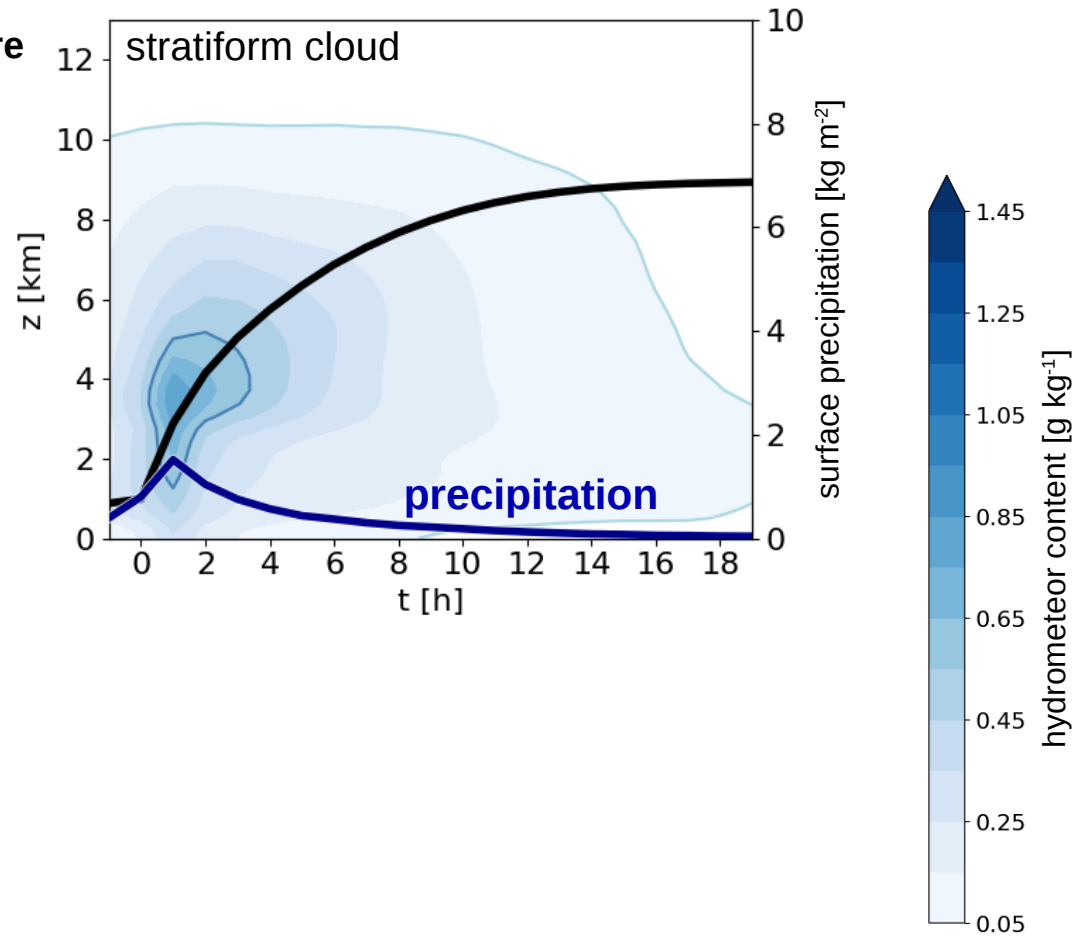 re
stratiform cloud
12
10
8
6
4
2
0
z [km]
0 2 4 6 8 10 12 14 16 18
t [h]
precipitation
10
8
6
4
2
0
surface precipitation [kg m⁻²]
1.45
1.25
1.05
0.85
0.65
0.45
0.25
0.05
hydrometeor content [g kg⁻¹]